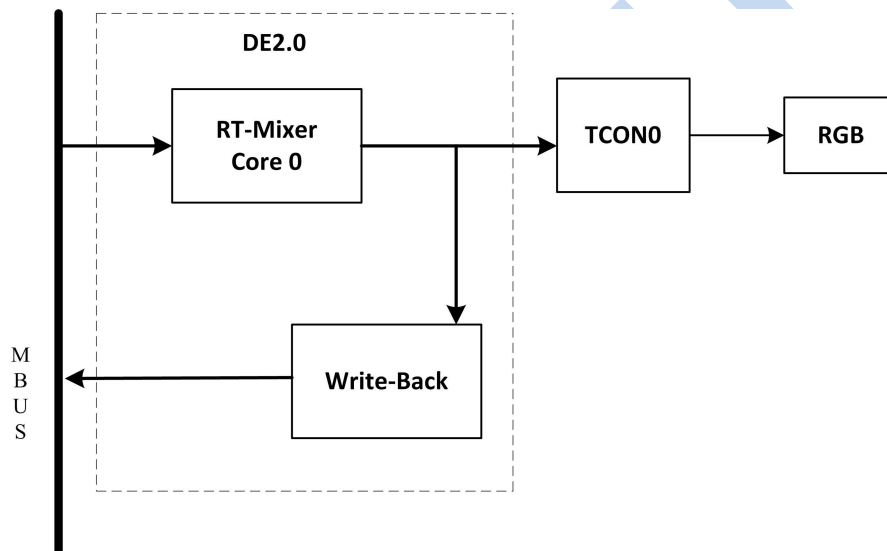 DE2.0
RT-Mixer
Core 0
TCON0
RGB
Write-Back
M
B
U
S